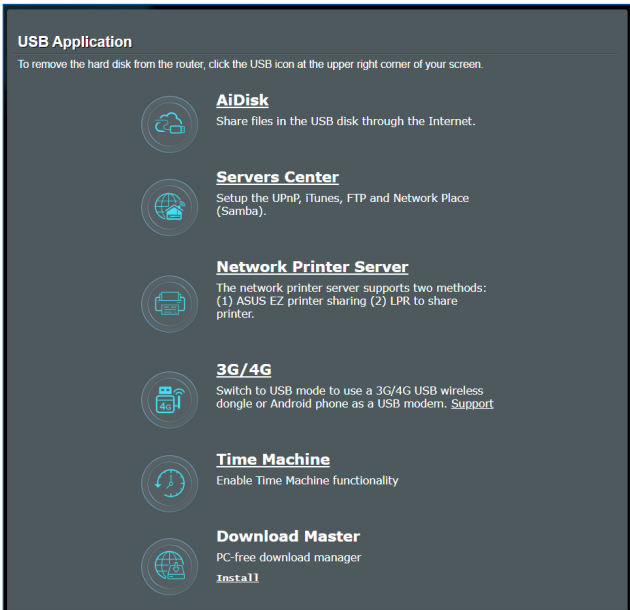 USB Application
To remove the hard disk from the router, click the USB icon at the upper right corner of your screen.
AiDisk
Share files in the USB disk through the Internet.
Servers Center
Setup the UPnP, iTunes, FTP and Network Place
(Samba).
Network Printer Server
The network printer server supports two methods:
(1) ASUS EZ printer sharing (2) LPR to share
printer.
3G/4G
4G
Switch to USB mode to use a 3G/4G USB wireless
dongle or Android phone as a USB modem. Support
Time Machine
Enable Time Machine functionality
Download Master
PC-free download manager
Install